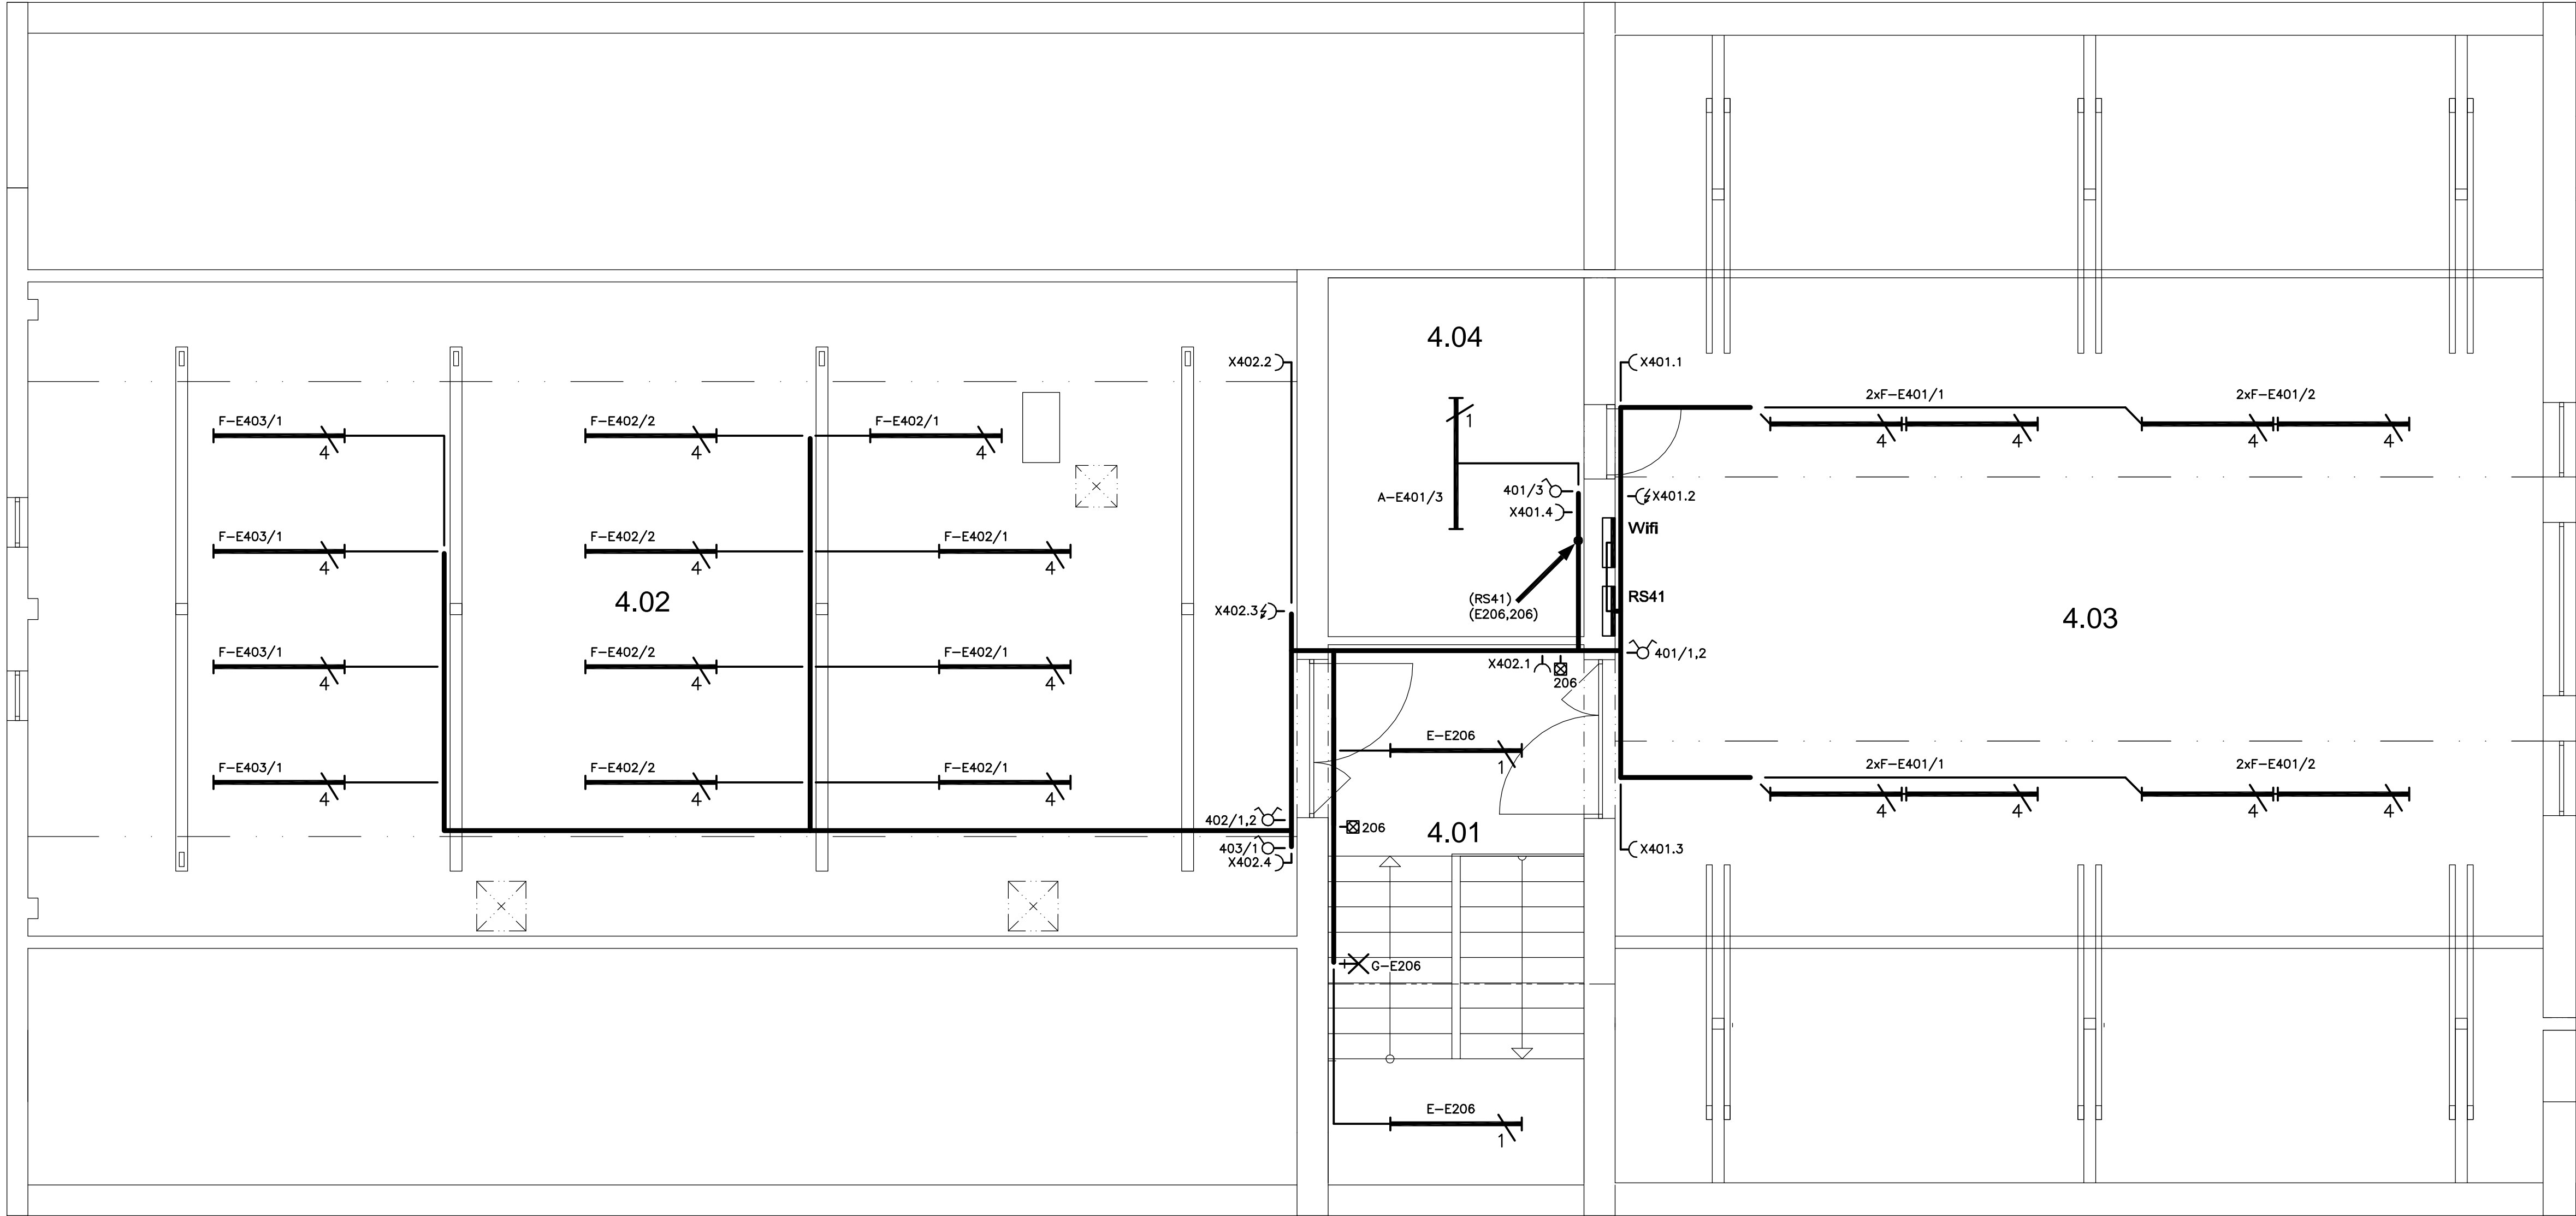 4.04
X402.2
X401.1
2xF-E401/1
2xF-E401/2
F-E403/1
F-E402/2
F-E402/1
4
4
4
1
4
4
4
4
A-E401/3
401/3
X401.4
X401.2
Wifi
F-E403/1
F-E402/2
F-E402/1
4
4
4
4.02
X402.3
(RS41)
(E206,206)
RS41
4.03
F-E403/1
F-E402/2
F-E402/1
4
4
4
X402.1
206
401/1,2
E-E206
1
F-E403/1
F-E402/2
F-E402/1
4
4
4
2xF-E401/1
2xF-E401/2
4
4
4
4
402/1,2
206
4.01
403/1
X402.4
X401.3
G-E206
E-E206
1